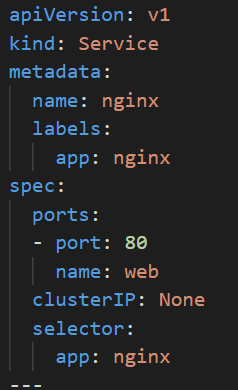 apiVersion: v1
kind: Service
metadata:
  name: nginx
  labels:
    app: nginx
spec:
  ports:
  - port: 80
    name: web
  clusterIP: None
  selector:
    app: nginx
---